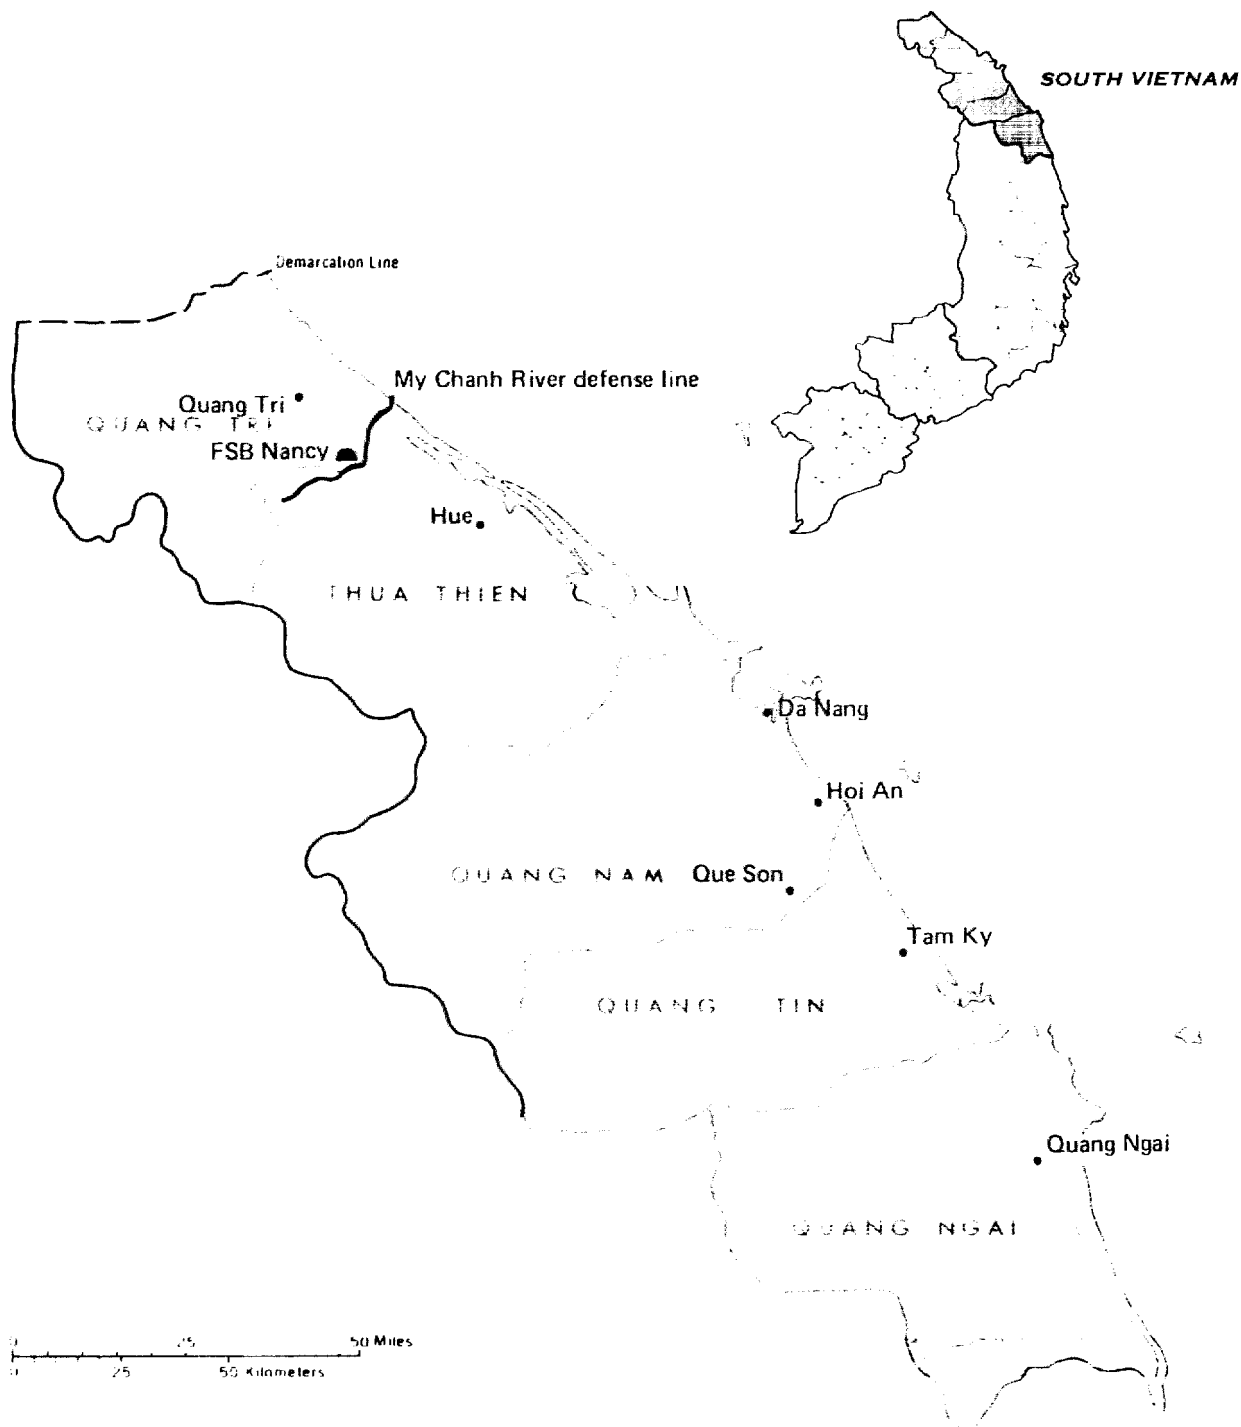 SOUTH VIETNAM
Demarcation Line
My Chanh River defense line
Quang Tri
QUANG TRI
FSB Nancy
Hue
THUA THIEN
Da Nang
Hoi An
QUANG NAM
Que Son
Tam Ky
QUANG TIN
Quang Ngai
QUANG NGAI
0 25 50 Miles
0 25 50 Kilometers